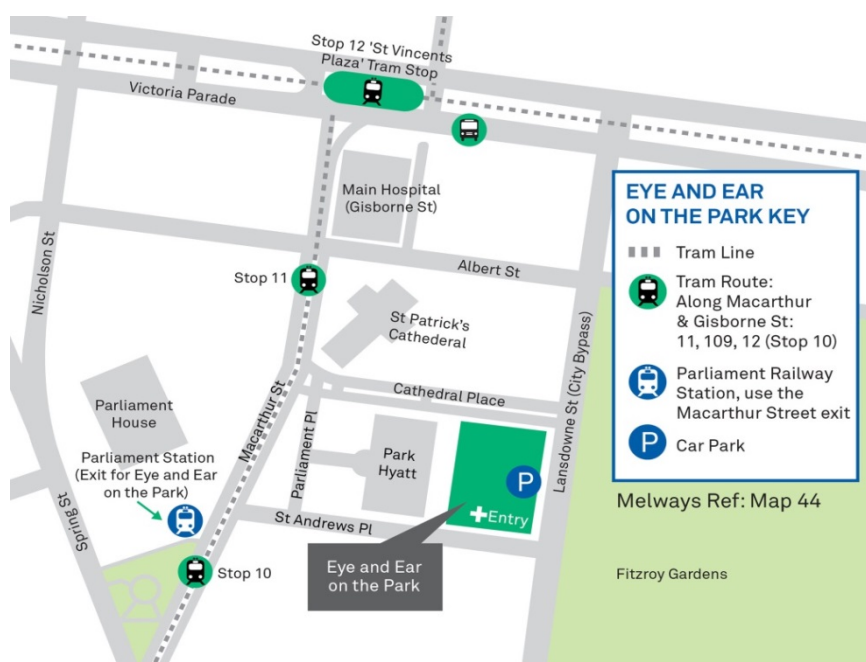 Stop 12 'St Vincents
Plaza' Tram Stop
Victoria Parade
Main Hospital
(Gisborne St)
Nicholson St
Albert St
Stop 11
St Patrick's
Cathederal
Lansdowne St (City Bypass)
Cathedral Place
Macarthur St
Parliament
House
Parliament Pl
Park
Hyatt
Parliament Station
(Exit for Eye and Ear
on the Park)
Spring St
St Andrews Pl
P
Entry
Stop 10
Eye and Ear
on the Park
EYE AND EAR
ON THE PARK KEY
Tram Line
Tram Route:
Along Macarthur
& Gisborne St:
11, 109, 12 (Stop 10)
Parliament Railway
Station, use the
Macarthur Street exit
P
Car Park
Melways Ref: Map 44
Fitzroy Gardens